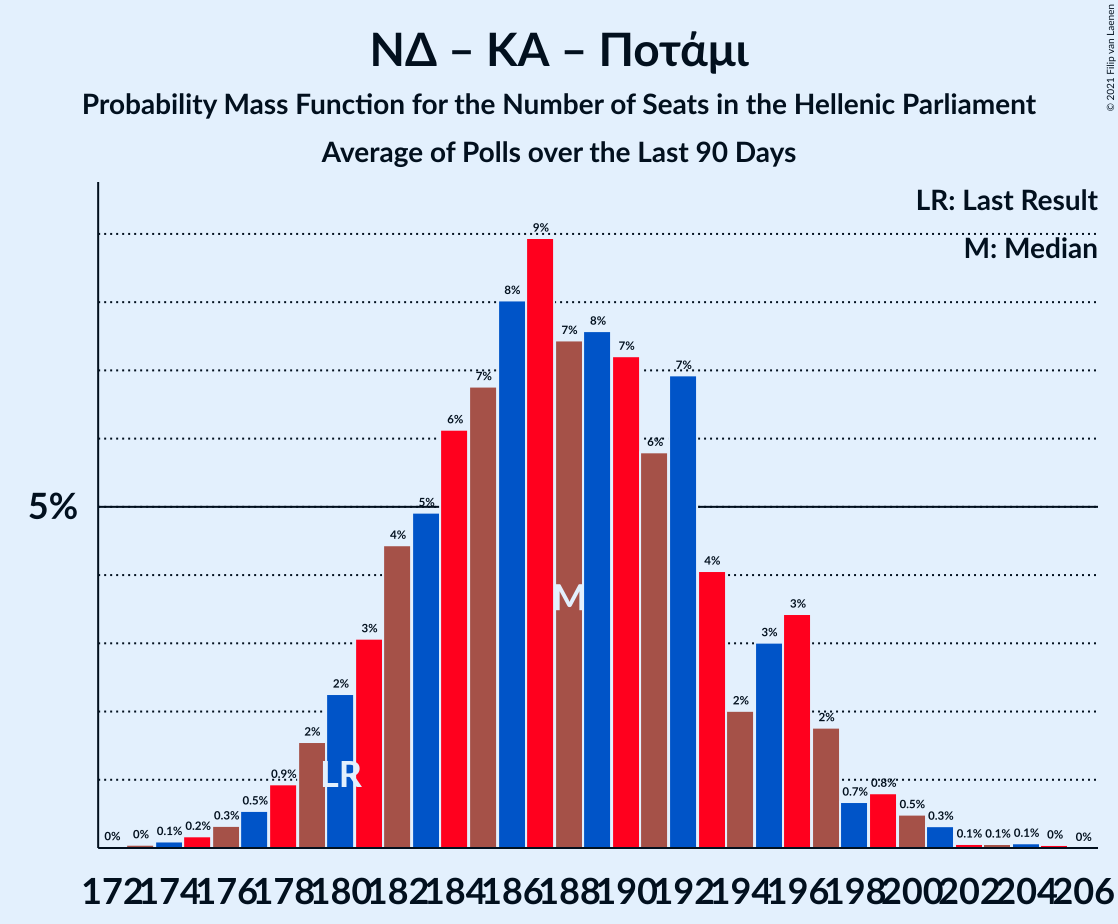 ΝΔ – ΚΑ – Ποτάμι
Probability Mass Function for the Number of Seats in the Hellenic Parliament
Average of Polls over the Last 90 Days
© 2021 Filip van Laenen
LR: Last Result
M: Median
5%
0% 0% 0.1% 0.2% 0.3% 0.5% 0.9% 2% 2% 3% 4% 5% 6% 7% 8% 9% 7% 8% 7% 6% 7% 4% 2% 3% 3% 2% 0.7% 0.8% 0.5% 0.3% 0.1% 0.1% 0.1% 0% 0%
LR
M
172 174 176 178 180 182 184 186 188 190 192 194 196 198 200 202 204 206